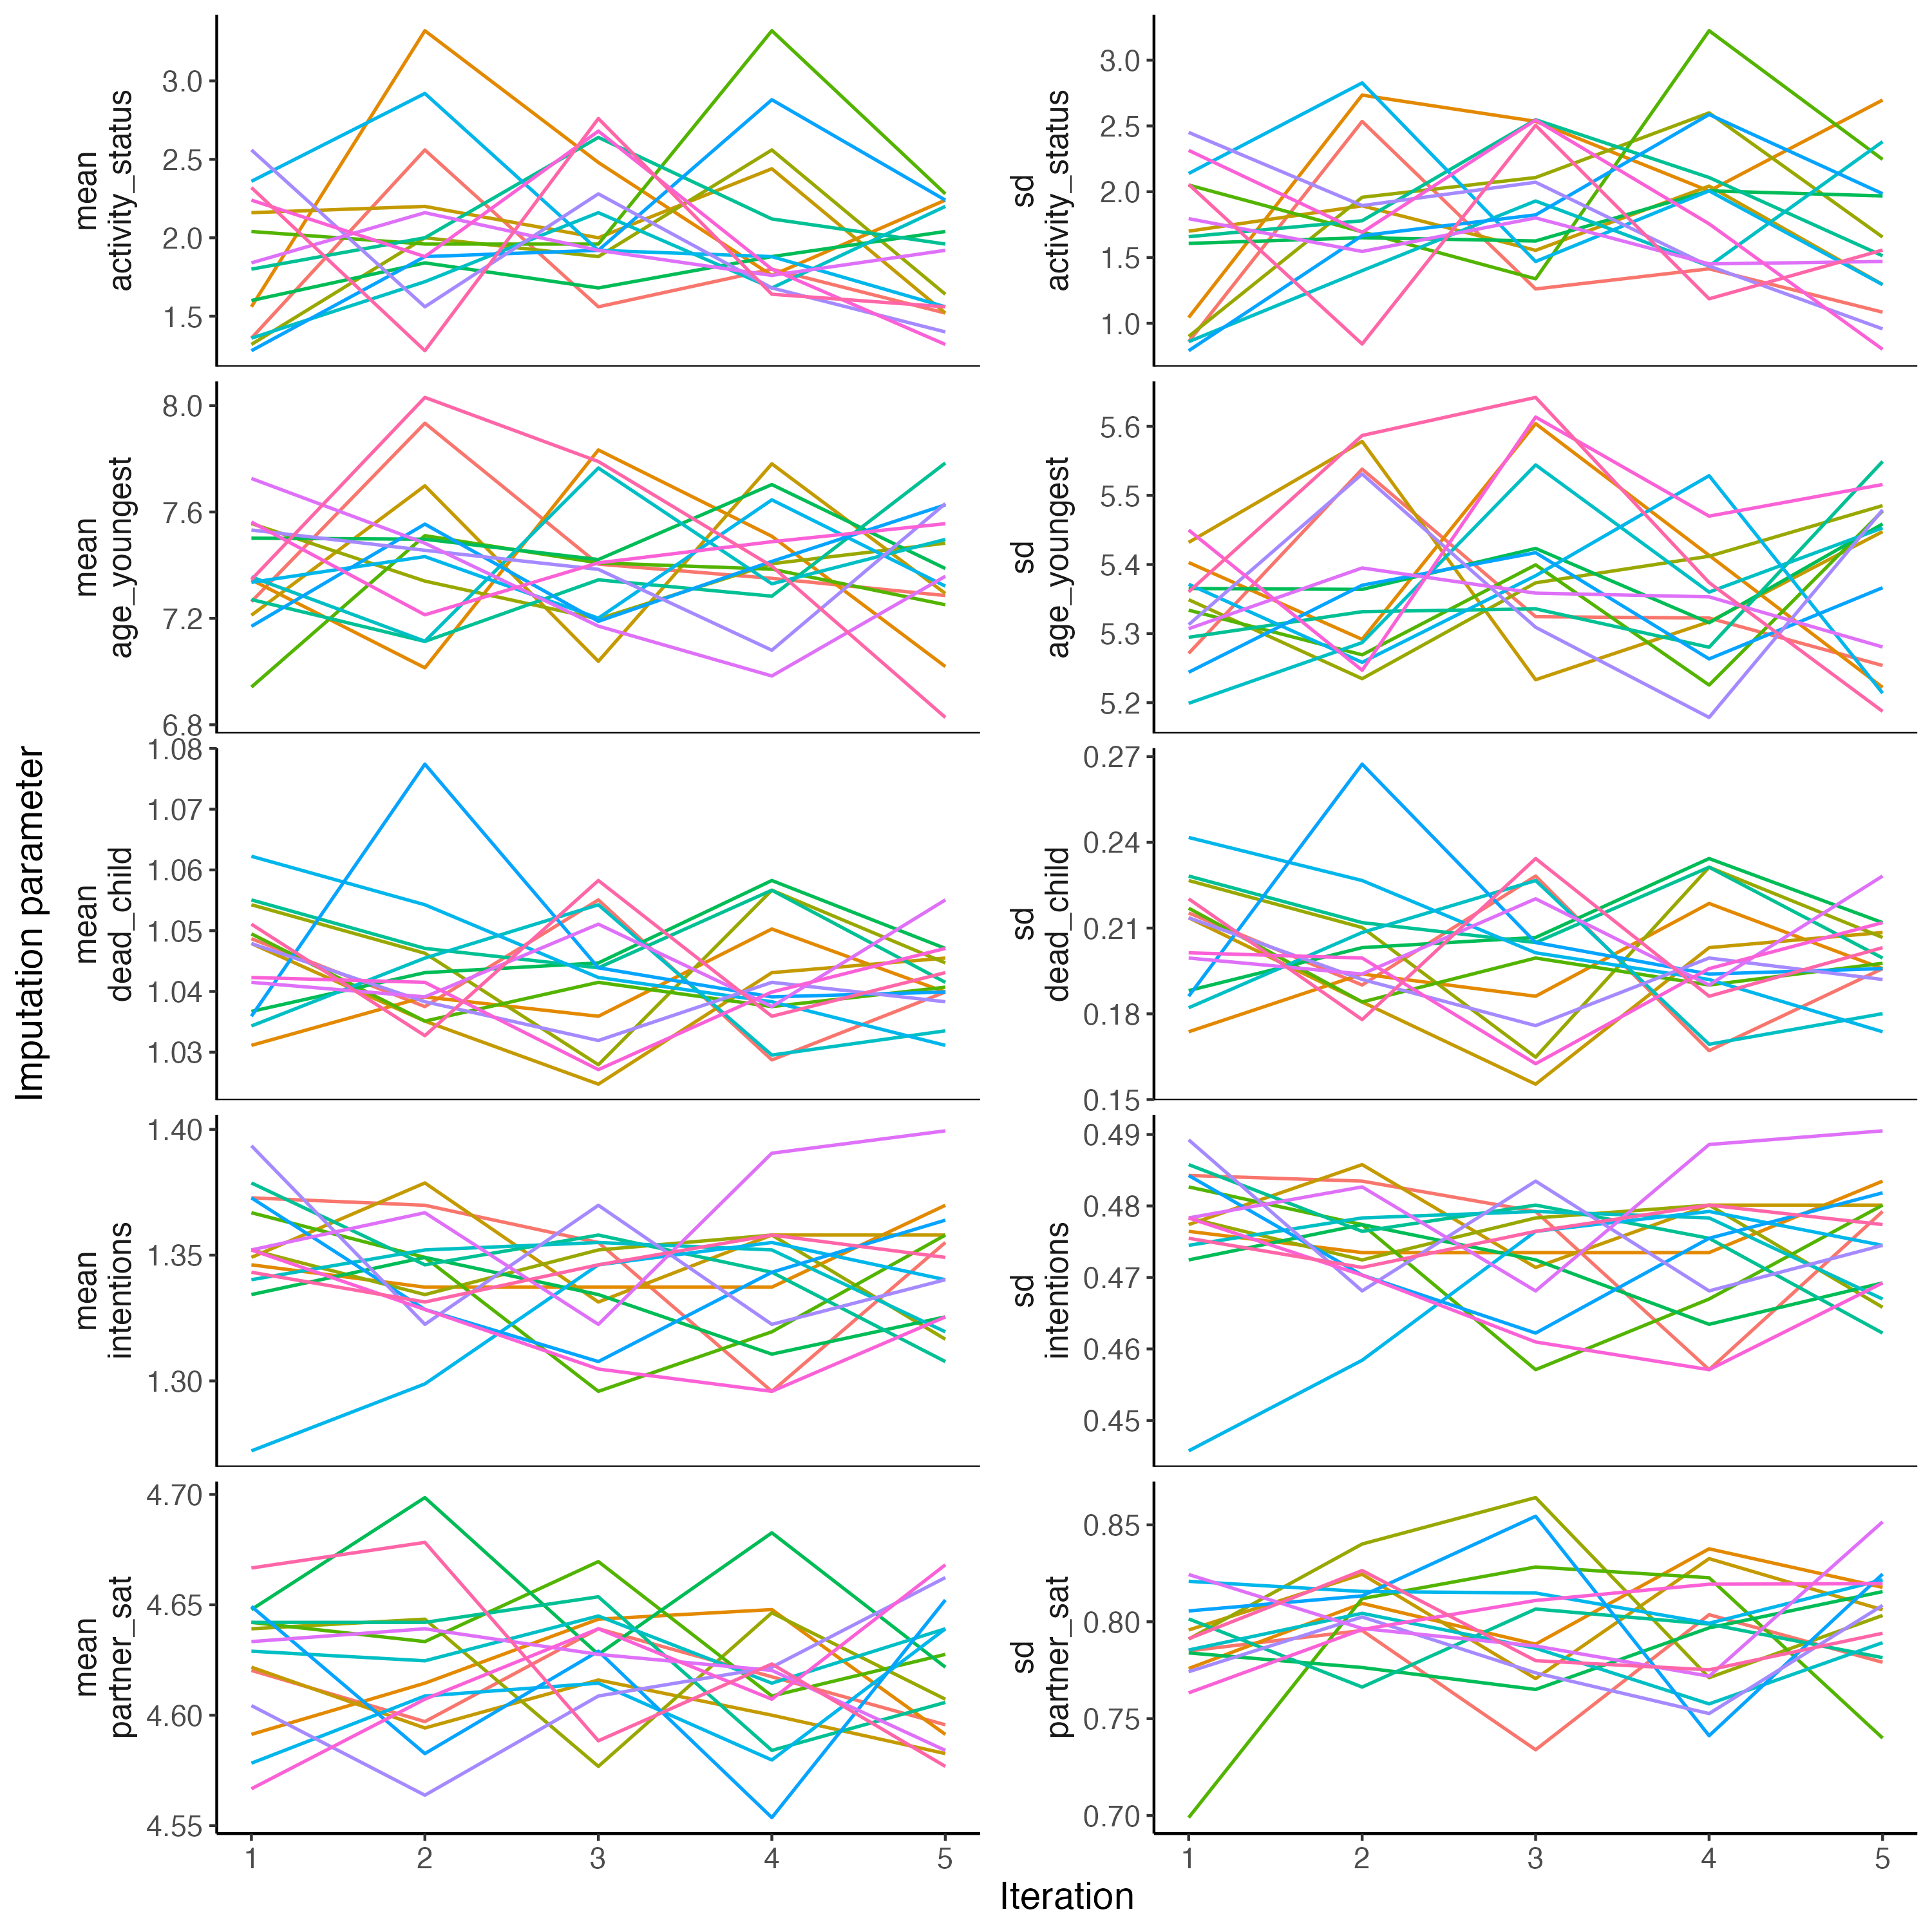 Imputation parameter
mean
activity_status
3.0
2.5
2.0
1.5
sd
activity_status
3.0
2.5
2.0
1.5
1.0
mean
age_youngest
8.0
7.6
7.2
6.8
sd
age_youngest
5.6
5.5
5.4
5.3
5.2
mean
dead_child
1.08
1.07
1.06
1.05
1.04
1.03
sd
dead_child
0.27
0.24
0.21
0.18
0.15
mean
intentions
1.40
1.35
1.30
sd
intentions
0.49
0.48
0.47
0.46
0.45
mean
partner_sat
4.70
4.65
4.60
4.55
sd
partner_sat
0.85
0.80
0.75
0.70
1 2 3 4 5
1 2 3 4 5
Iteration